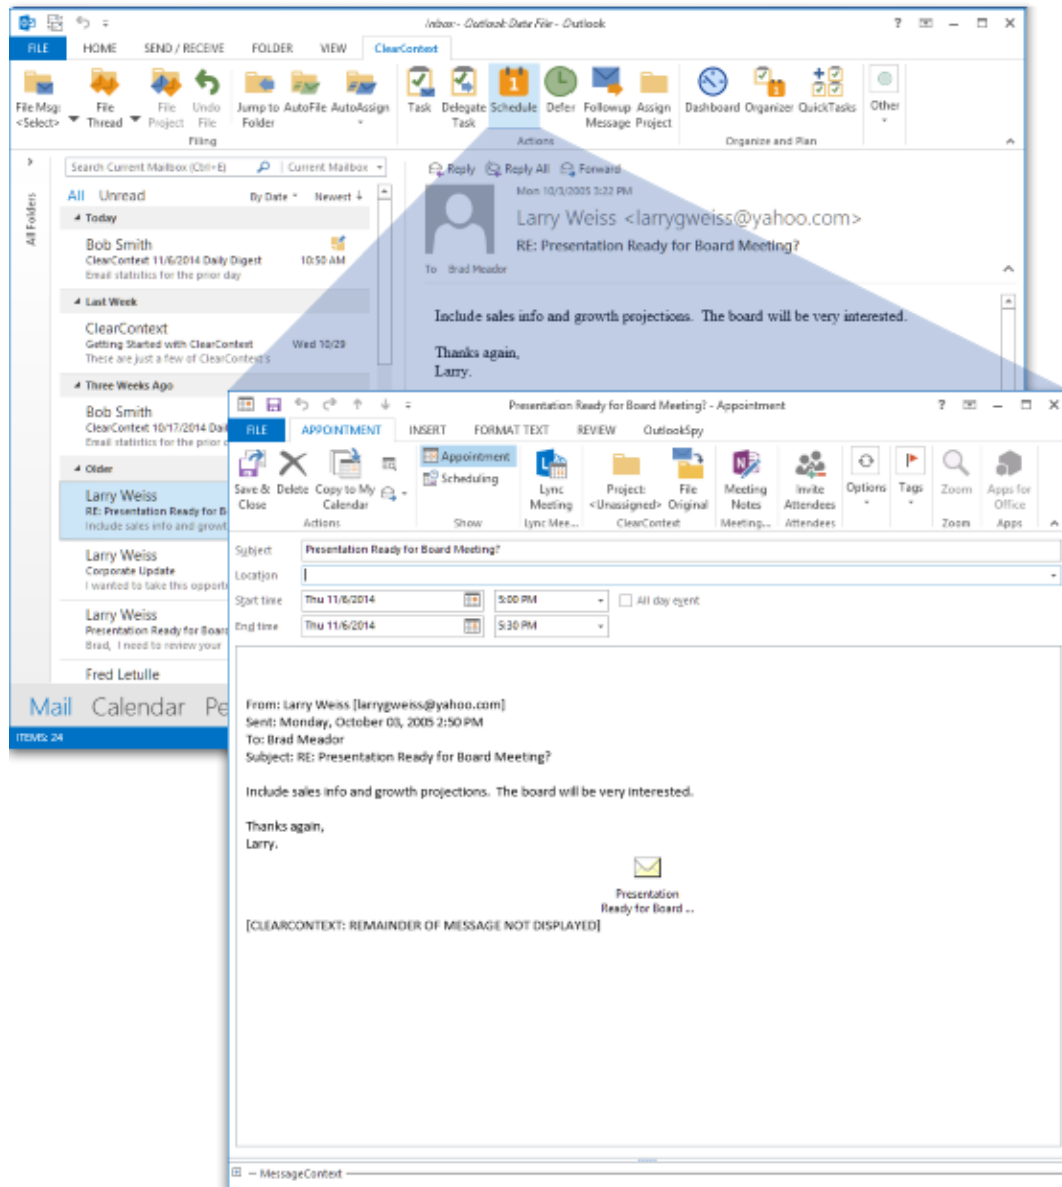 Inbox - Outlook Data File - Outlook
FILE HOME SEND / RECEIVE FOLDER VIEW ClearContext
File Msg: <Select> File Thread File Project Undo File Jump to Folder AutoFile AutoAssign Task Delegate Task Schedule Defer Followup Message Assign Project Dashboard Organizer QuickTasks Other
Filing Actions Organize and Plan
All Folders
Search Current Mailbox (Ctrl+E) Current Mailbox
All Unread By Date Newest ↓
Today
Bob Smith
ClearContext 11/6/2014 Daily Digest 10:50 AM
Email statistics for the prior day
Last Week
ClearContext
Getting Started with ClearContext Wed 10/29
These are just a few of ClearContext's
Three Weeks Ago
Bob Smith
ClearContext 10/17/2014 Dail
Email statistics for the prior d
Older
Larry Weiss
RE: Presentation Ready for B
Include sales info and growt
Larry Weiss
Corporate Update
I wanted to take this opport
Larry Weiss
Presentation Ready for Board
Brad, I need to review your
Fred Letulle
Mail Calendar Pe
ITEMS: 24
Reply Reply All Forward
Mon 10/3/2005 3:22 PM
Larry Weiss <larrygweiss@yahoo.com>
RE: Presentation Ready for Board Meeting?
To Brad Meador
Include sales info and growth projections. The board will be very interested.
Thanks again,
Larry.
Presentation Ready for Board Meeting? - Appointment
FILE APPOINTMENT INSERT FORMAT TEXT REVIEW OutlookSpy
Save & Close Delete Copy to My Calendar Appointment Scheduling Lync Meeting Project: <Unassigned> File Original Meeting Notes Invite Attendees Options Tags Zoom Apps for Office
Actions Show Lync Mee... ClearContext Meeting... Attendees Zoom Apps
Subject Presentation Ready for Board Meeting?
Location
Start time Thu 11/6/2014 5:00 PM All day event
End time Thu 11/6/2014 5:30 PM
From: Larry Weiss [larrygweiss@yahoo.com]
Sent: Monday, October 03, 2005 2:50 PM
To: Brad Meador
Subject: RE: Presentation Ready for Board Meeting?
Include sales info and growth projections. The board will be very interested.
Thanks again,
Larry.
Presentation
Ready for Board ...
[CLEARCONTEXT: REMAINDER OF MESSAGE NOT DISPLAYED]
MessageContext